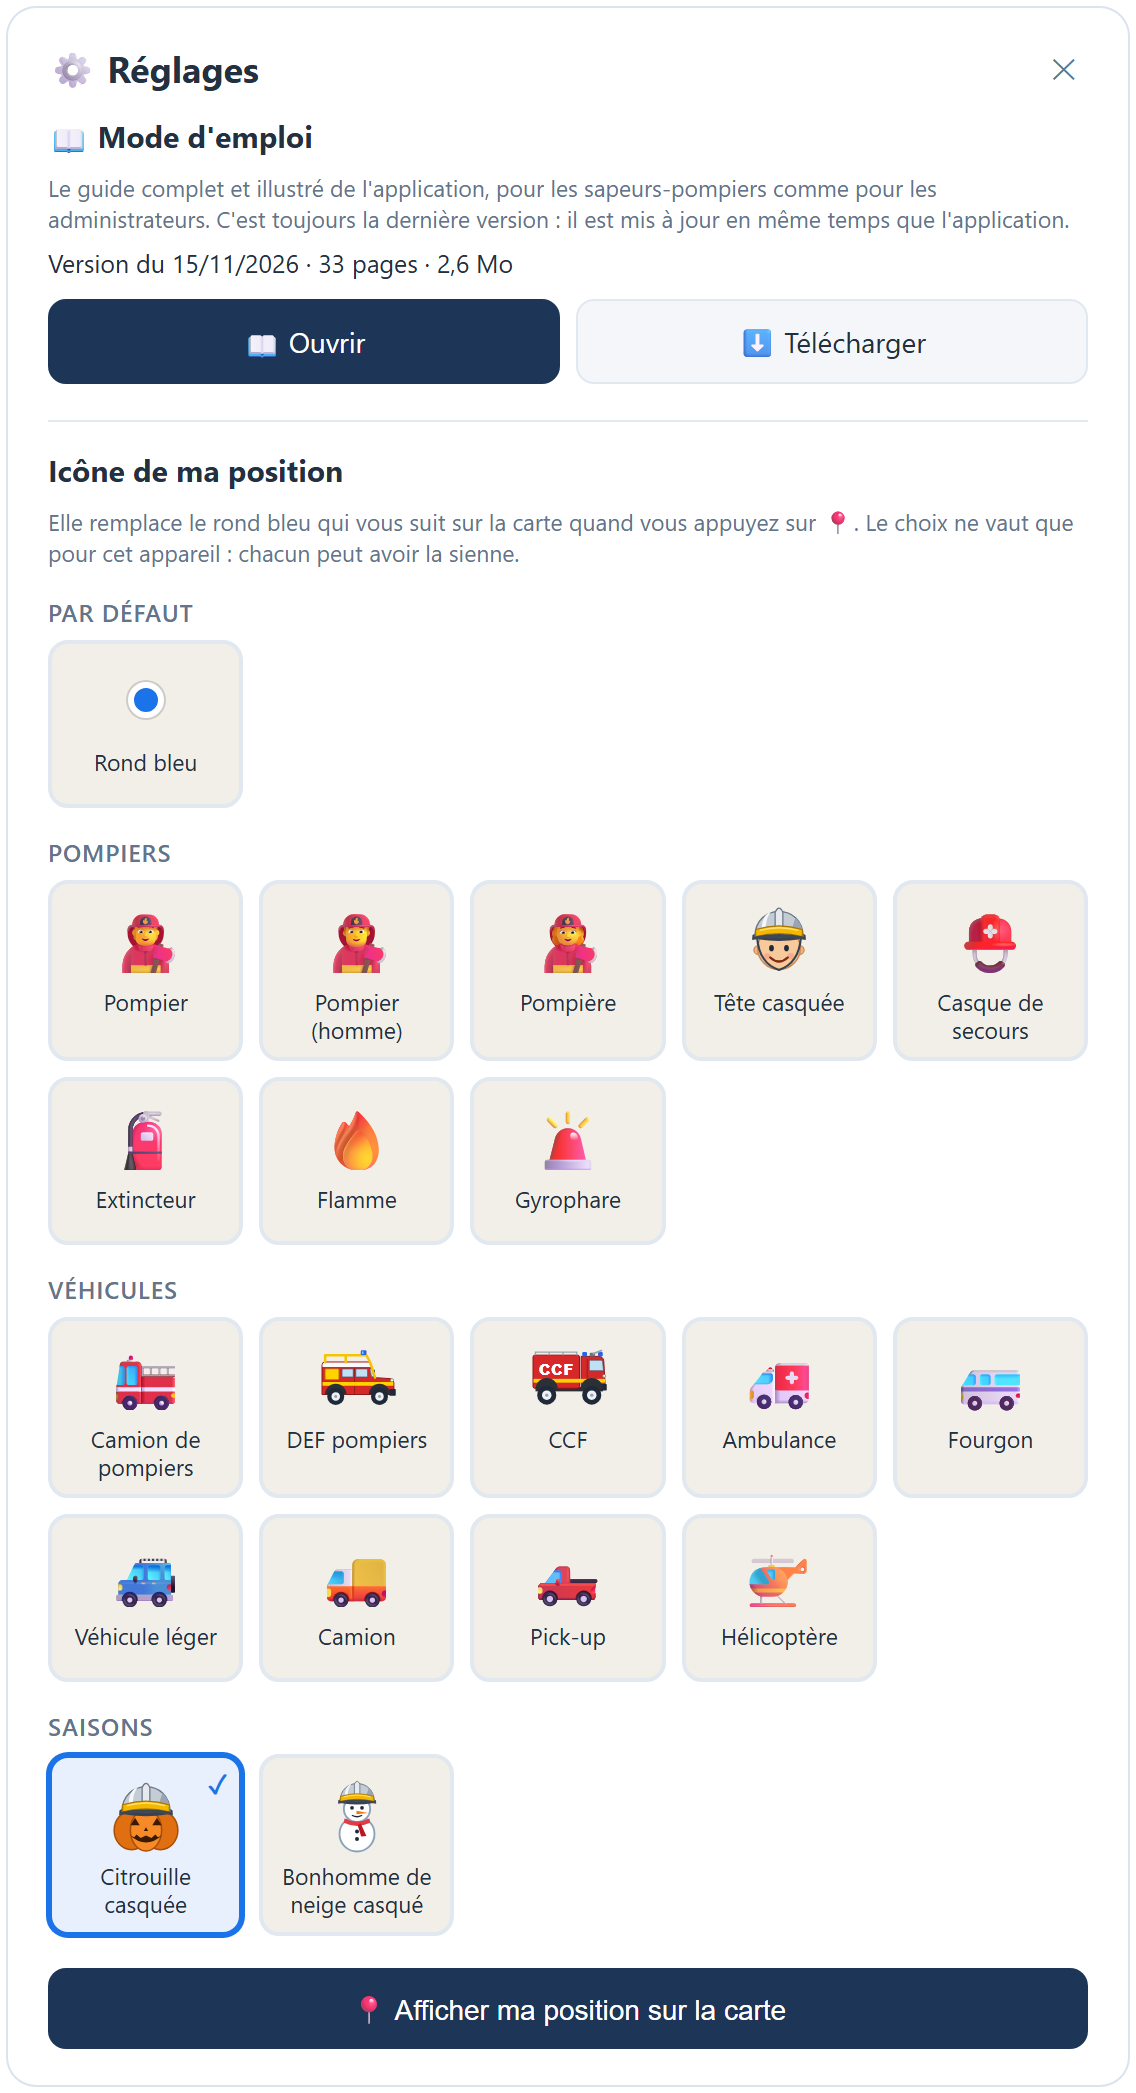 Réglages
Mode d'emploi
Le guide complet et illustré de l'application, pour les sapeurs-pompiers comme pour les
administrateurs. C'est toujours la dernière version : il est mis à jour en même temps que l'application.
Version du 15/11/2026 · 33 pages · 2,6 Mo
Ouvrir
Télécharger
Icône de ma position
Elle remplace le rond bleu qui vous suit sur la carte quand vous appuyez sur 📍. Le choix ne vaut que
pour cet appareil : chacun peut avoir la sienne.
PAR DÉFAUT
Rond bleu
POMPIERS
Pompier
Pompier
(homme)
Pompière
Tête casquée
Casque de
secours
Extincteur
Flamme
Gyrophare
VÉHICULES
Camion de
pompiers
DEF pompiers
CCF
CCF
Ambulance
Fourgon
Véhicule léger
Camion
Pick-up
Hélicoptère
SAISONS
Citrouille
casquée
Bonhomme de
neige casqué
Afficher ma position sur la carte